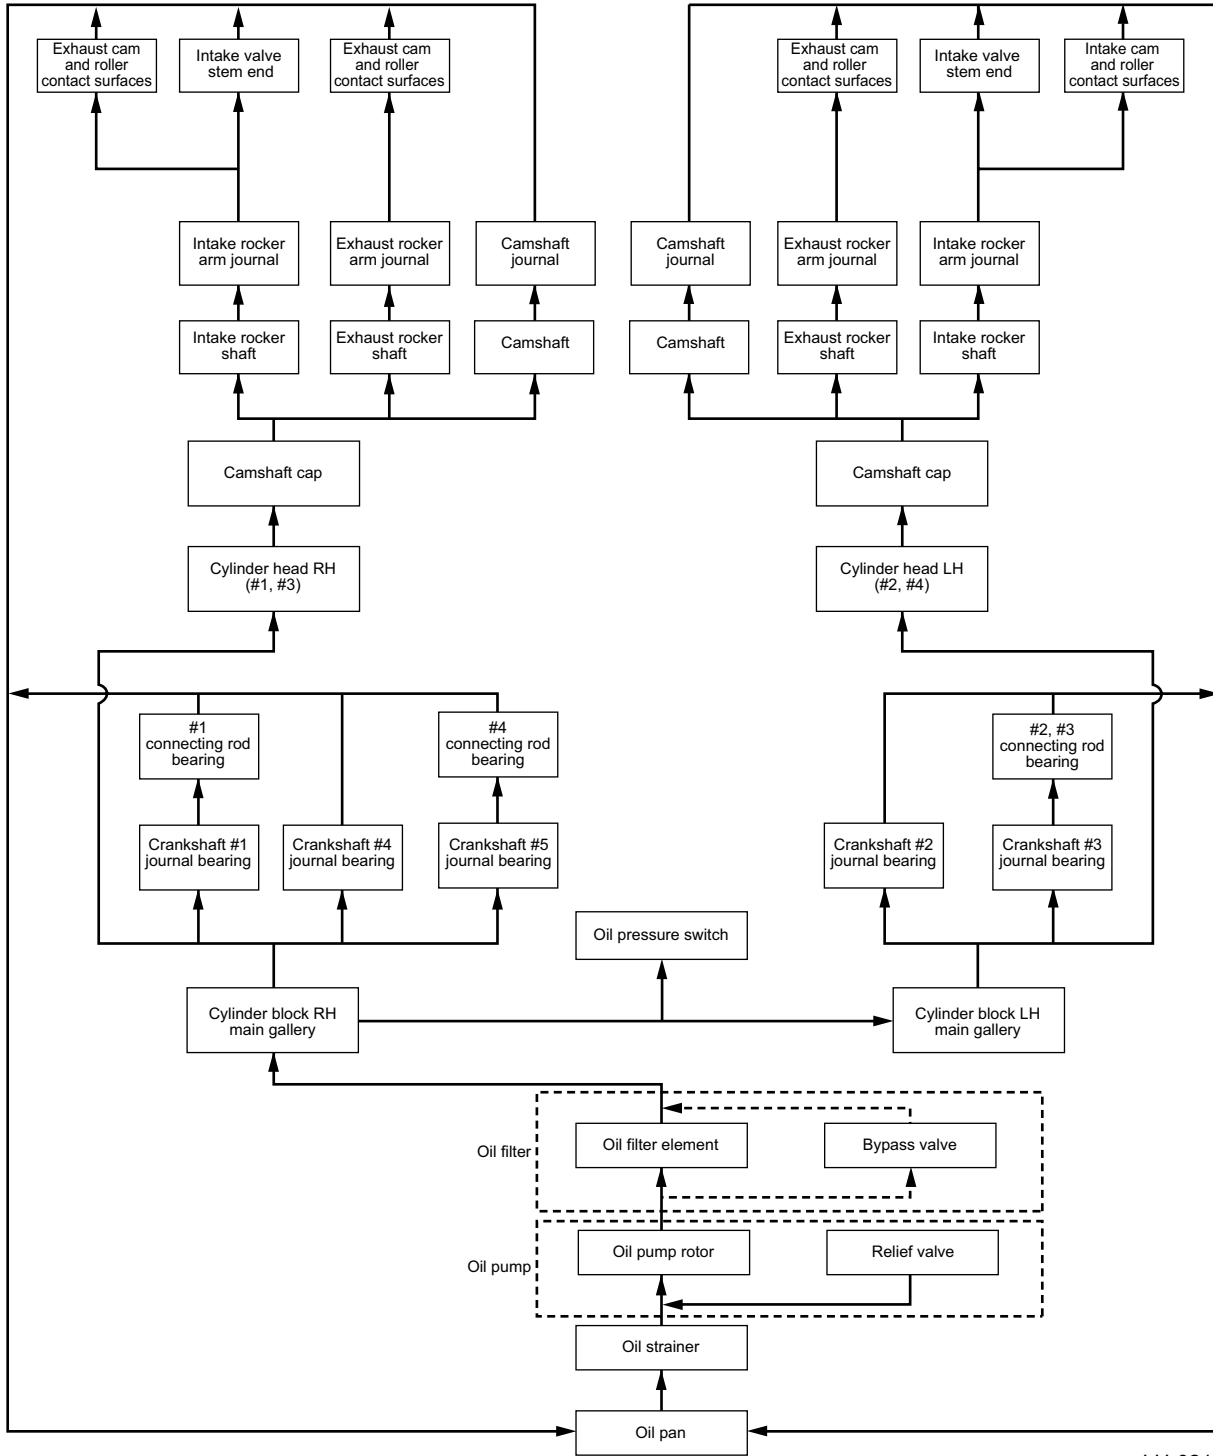 Exhaust cam
and roller
contact surfaces
Intake valve
stem end
Exhaust cam
and roller
contact surfaces
Exhaust cam
and roller
contact surfaces
Intake valve
stem end
Intake cam
and roller
contact surfaces
Intake rocker
arm journal
Exhaust rocker
arm journal
Camshaft
journal
Camshaft
journal
Exhaust rocker
arm journal
Intake rocker
arm journal
Intake rocker
shaft
Exhaust rocker
shaft
Camshaft
Camshaft
Exhaust rocker
shaft
Intake rocker
shaft
Camshaft cap
Camshaft cap
Cylinder head RH
(#1, #3)
Cylinder head LH
(#2, #4)
#1
connecting rod
bearing
#4
connecting rod
bearing
#2, #3
connecting rod
bearing
Crankshaft #1
journal bearing
Crankshaft #4
journal bearing
Crankshaft #5
journal bearing
Crankshaft #2
journal bearing
Crankshaft #3
journal bearing
Oil pressure switch
Cylinder block RH
main gallery
Cylinder block LH
main gallery
Oil filter
Oil filter element
Bypass valve
Oil pump
Oil pump rotor
Relief valve
Oil strainer
Oil pan